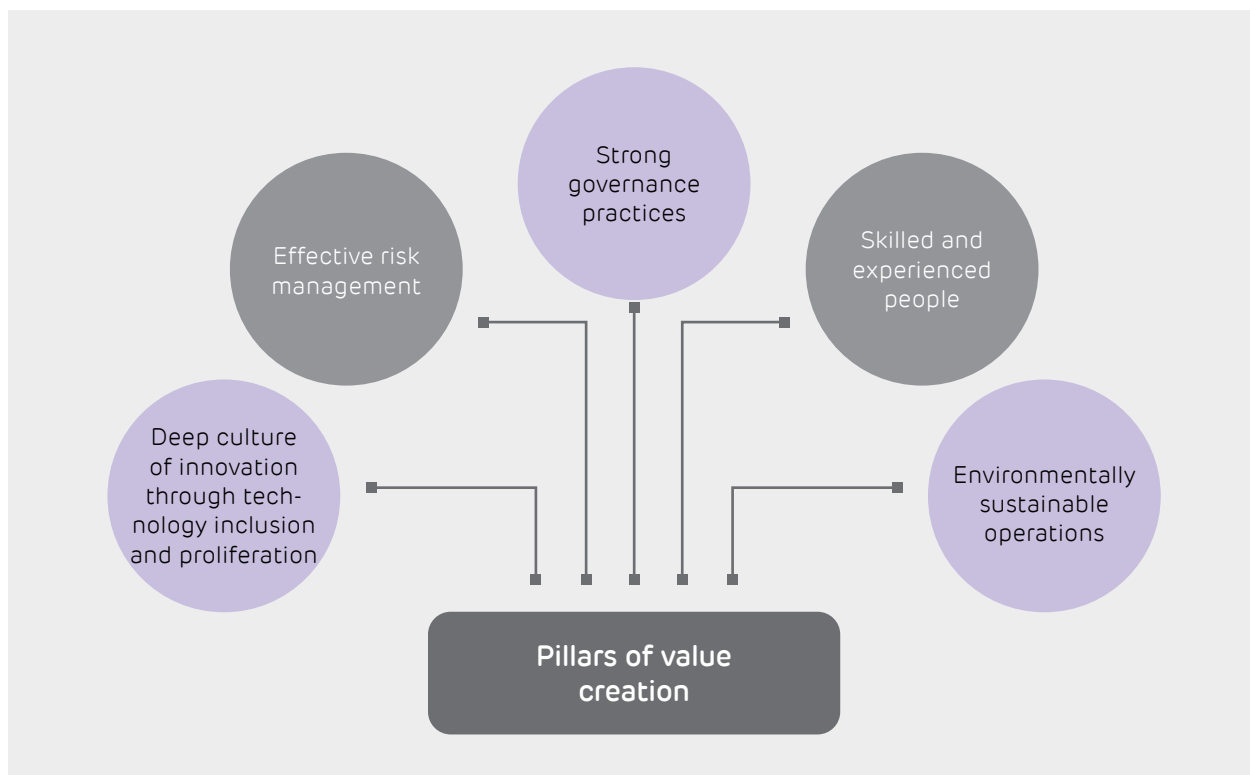 Strong
governance
practices
Effective risk
management
Skilled and
experienced
people
Deep culture
of innovation
through tech-
nology inclusion
and proliferation
Environmentally
sustainable
operations
Pillars of value
creation